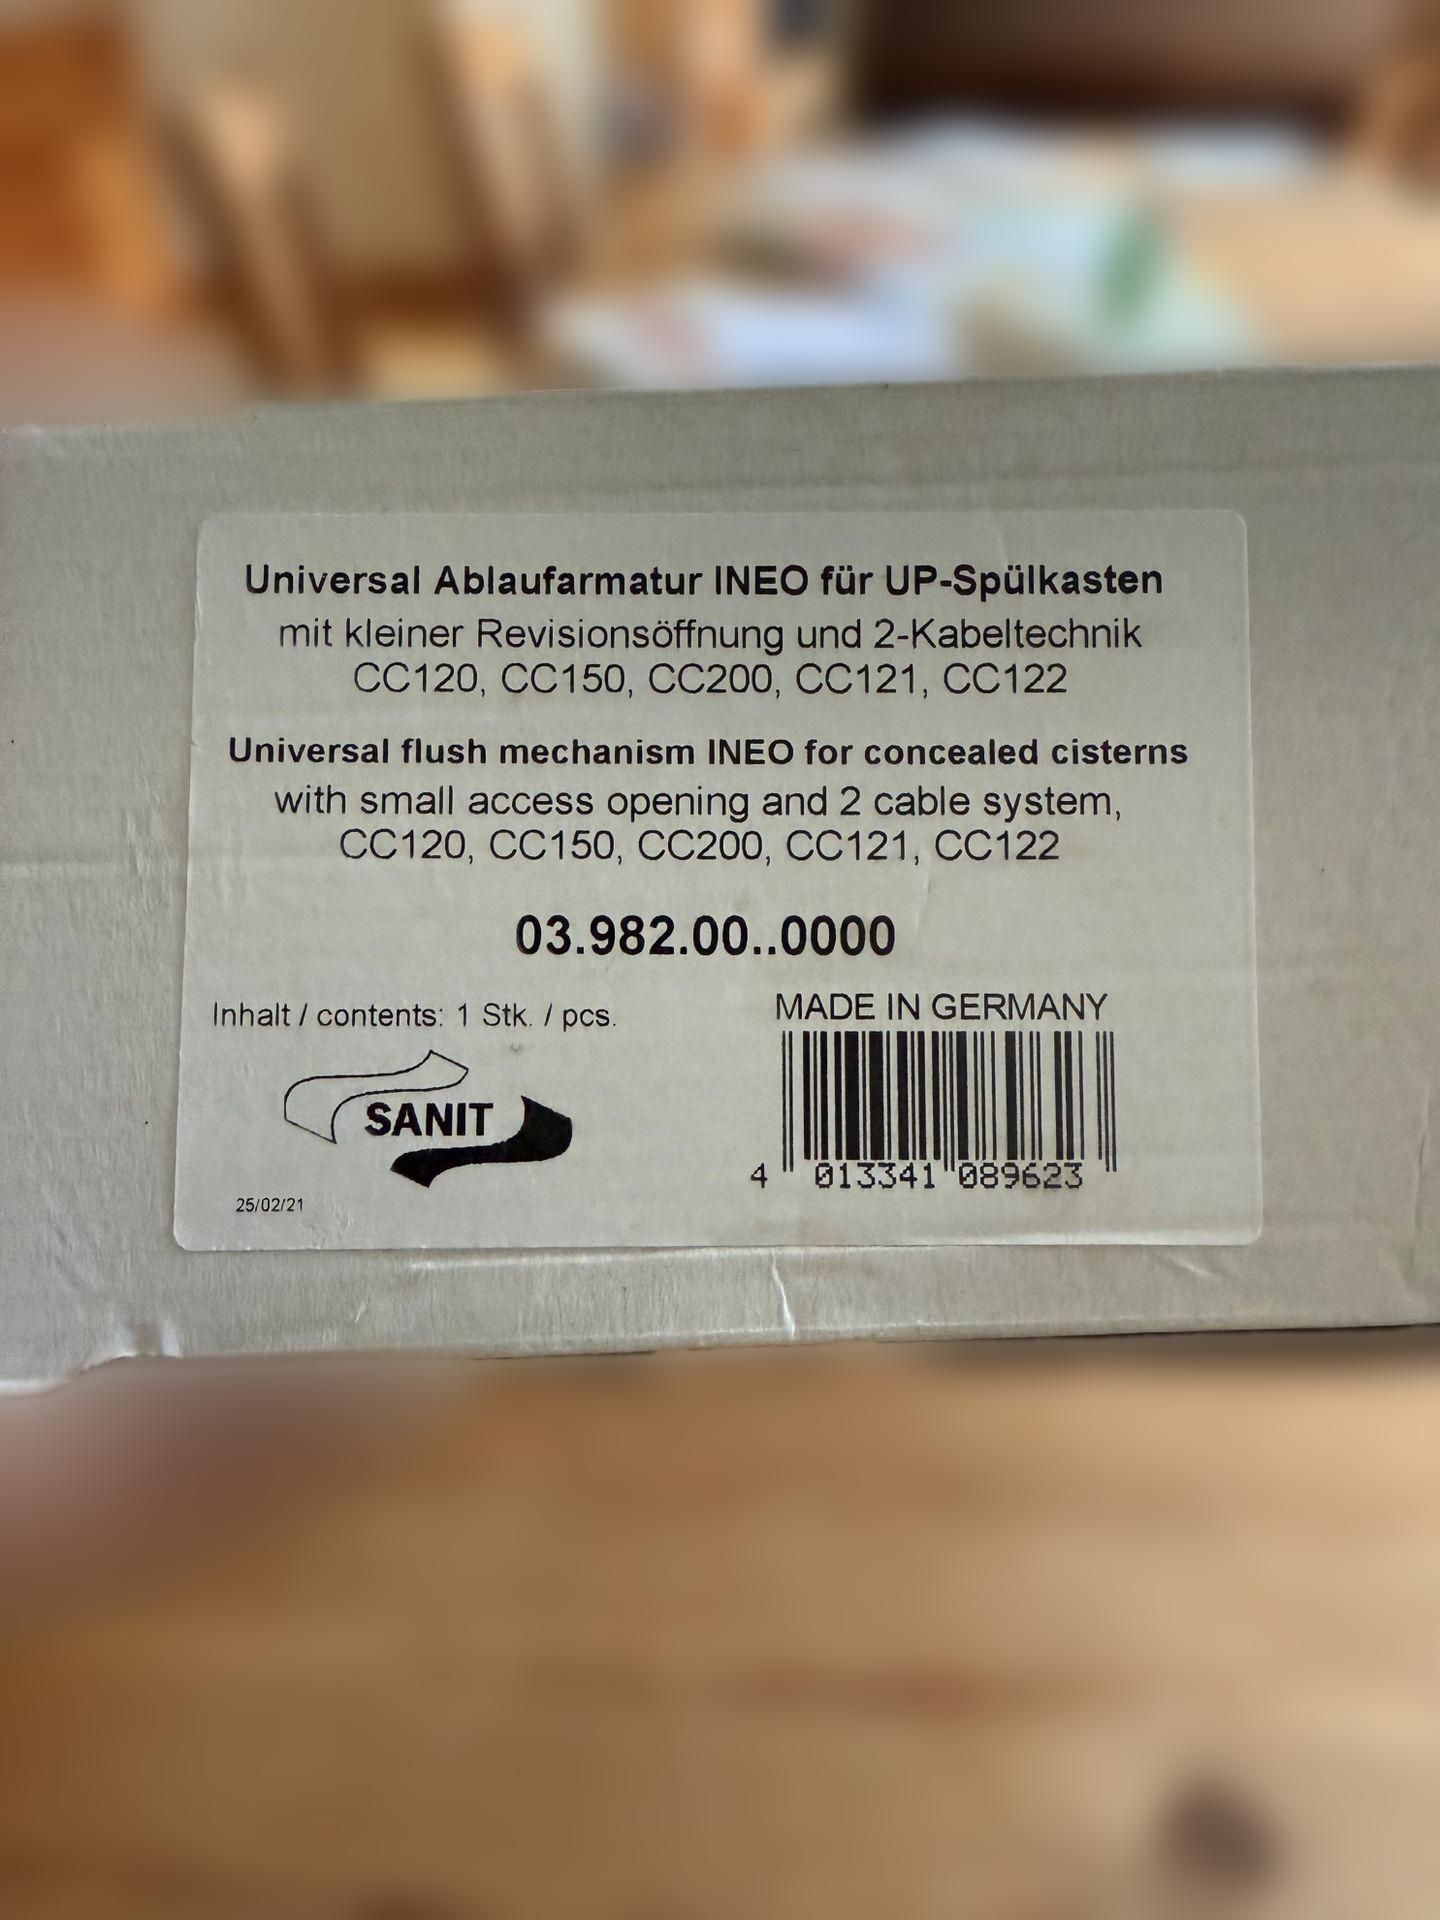 Universal Ablaufarmatur INEO für UP-Spülkasten
mit kleiner Revisionsöffnung und 2-Kabeltechnik
CC120, CC150, CC200, CC121, CC122
Universal flush mechanism INEO for concealed cisterns
with small access opening and 2 cable system,
CC120, CC150, CC200, CC121, CC122
03.982.00..0000
Inhalt / contents: 1 Stk. / pcs.
MADE IN GERMANY
SANIT
4 013341 089623
25/02/21